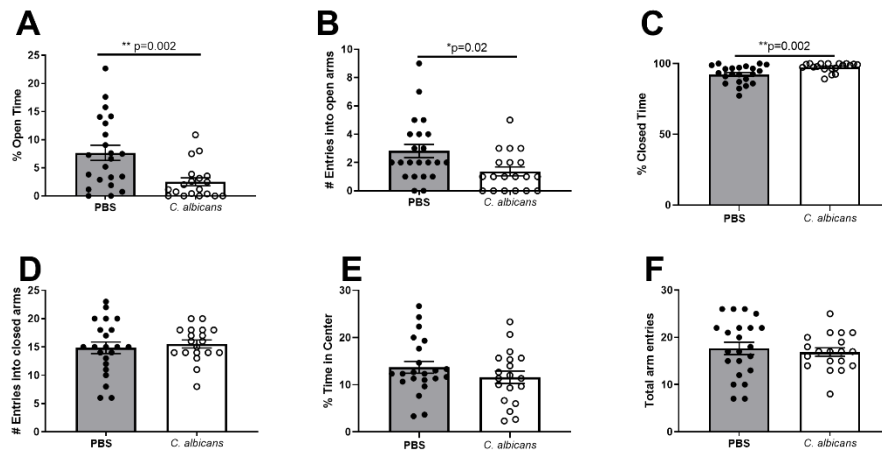 A
** p=0.002
% Open Time
25
20
15
10
5
0
PBS
C. albicans
B
*p=0.02
# Entries into open arms
10
8
6
4
2
0
PBS
C. albicans
C
**p=0.002
% Closed Time
100
50
0
PBS
C. albicans
D
# Entries into closed arms
25
20
15
10
5
0
PBS
C. albicans
E
% Time in Center
30
20
10
0
PBS
C. albicans
F
Total arm entries
30
20
10
0
PBS
C. albicans